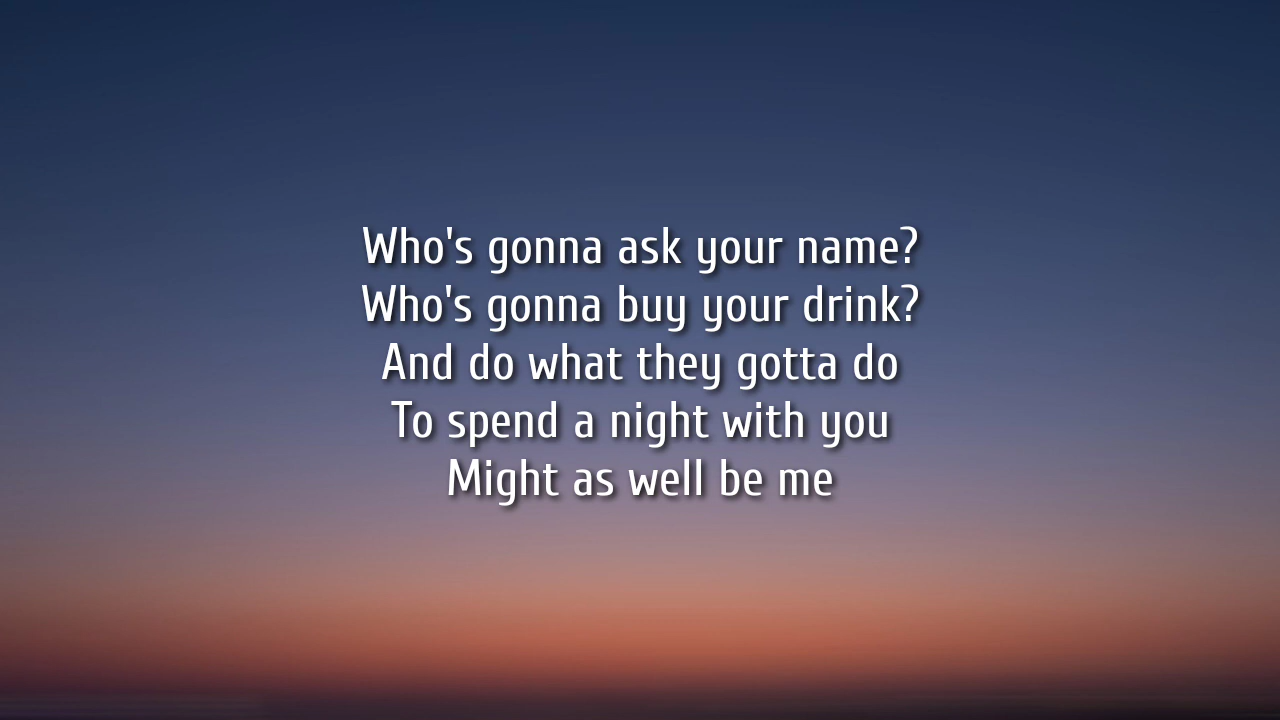 Who's gonna ask your name?
Who's gonna buy your drink?
And do what they gotta do
To spend a night with you
Might as well be me